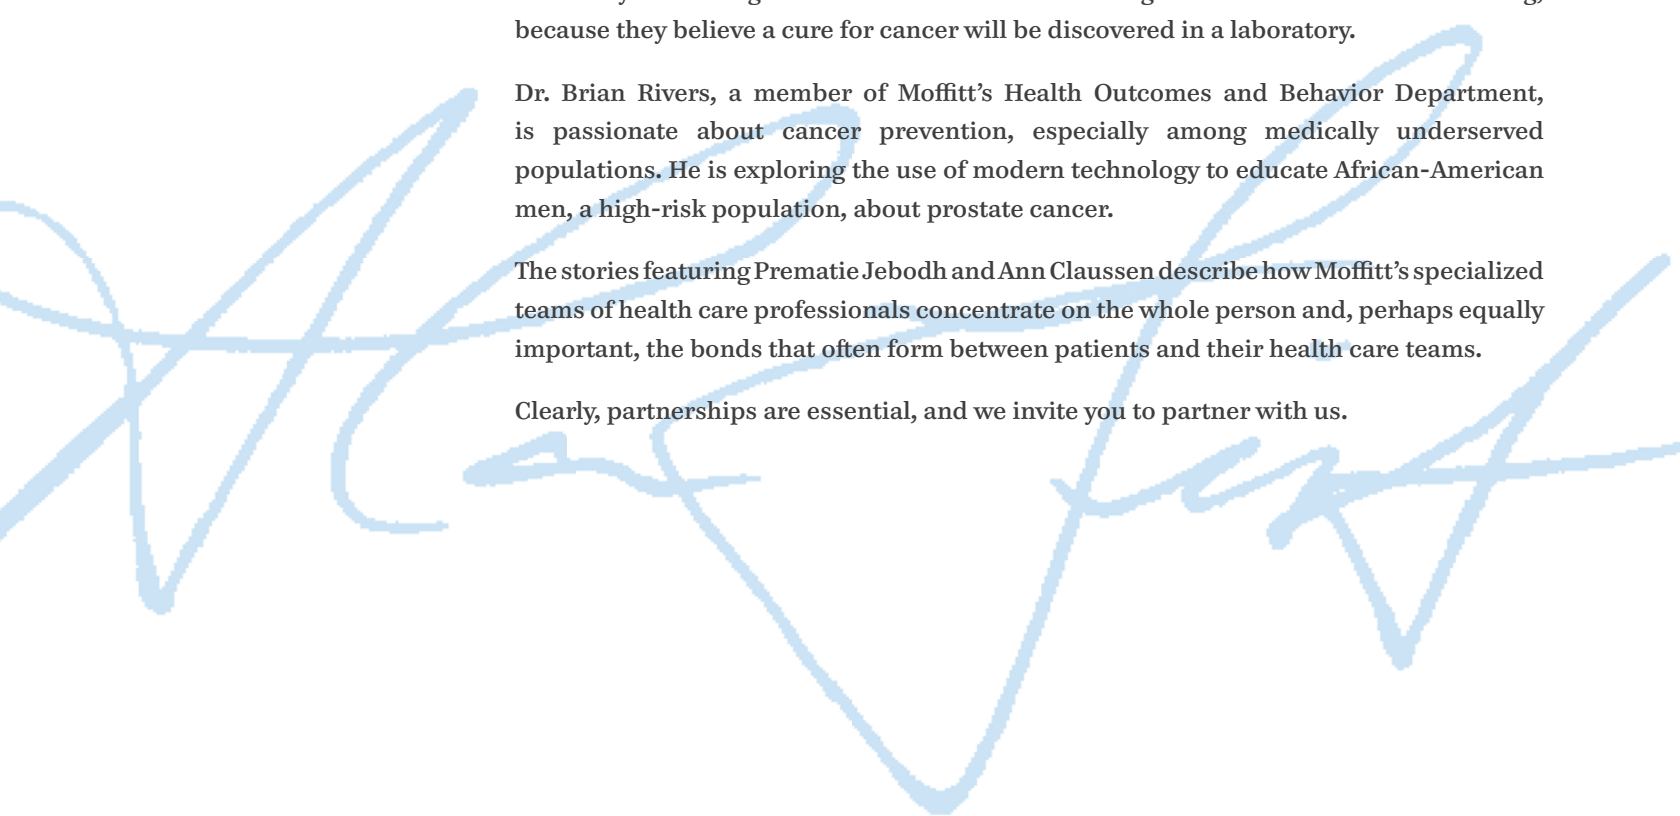 because they believe a cure for cancer will be discovered in a laboratory.
Dr. Brian Rivers, a member of Moffitt’s Health Outcomes and Behavior Department,
is passionate about cancer prevention, especially among medically underserved
populations. He is exploring the use of modern technology to educate African-American
men, a high-risk population, about prostate cancer.
The stories featuring Prematie Jebodh and Ann Claussen describe how Moffitt’s specialized
teams of health care professionals concentrate on the whole person and, perhaps equally
important, the bonds that often form between patients and their health care teams.
Clearly, partnerships are essential, and we invite you to partner with us.